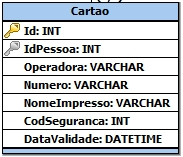 Cartao
Id: INT
IdPessoa: INT
Operadora: VARCHAR
Numero: VARCHAR
NomeImpresso: VARCHAR
CodSeguranca: INT
DataValidade: DATETIME